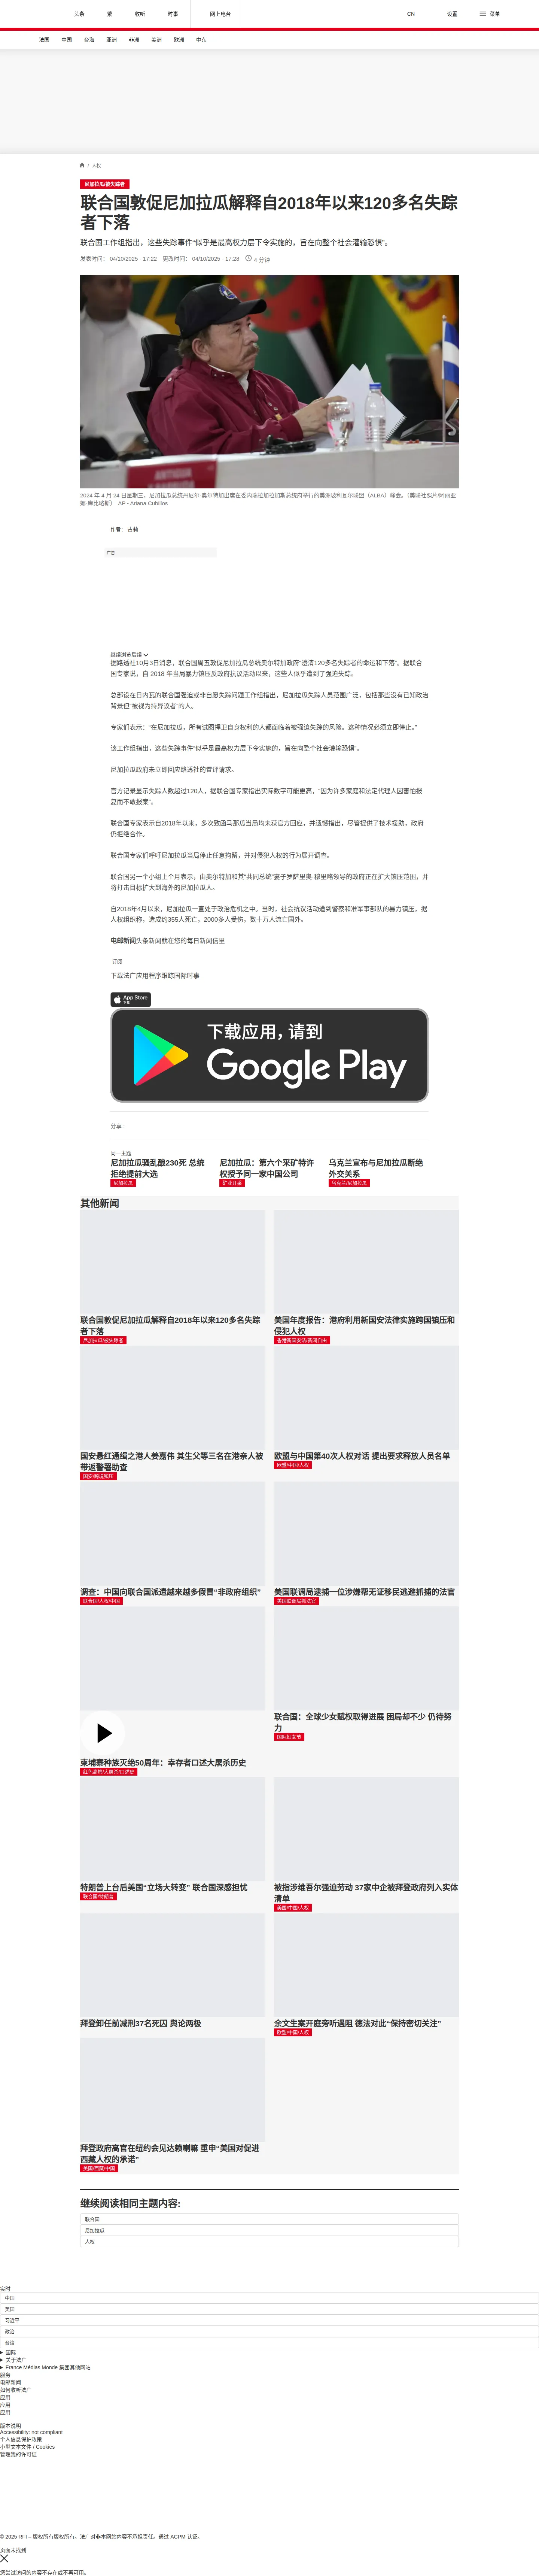 头条
繁
收听
时事
网上电台
CN
设置
菜单
法国
中国
台海
亚洲
非洲
美洲
欧洲
中东
/ 人权
尼加拉瓜/被失踪者
联合国敦促尼加拉瓜解释自2018年以来120多名失踪
者下落
联合国工作组指出，这些失踪事件“似乎是最高权力层下令实施的，旨在向整个社会灌输恐惧”。
发表时间： 04/10/2025 - 17:22 更改时间： 04/10/2025 - 17:28 4 分钟
2024 年 4 月 24 日星期三，尼加拉瓜总统丹尼尔·奥尔特加出席在委内瑞拉加拉加斯总统府举行的美洲玻利瓦尔联盟（ALBA）峰会。（美联社照片/阿丽亚娜·库比略斯） AP - Ariana Cubillos
作者： 古莉
广告
继续浏览后续
据路透社10月3日消息，联合国周五敦促尼加拉瓜总统奥尔特加政府“澄清120多名失踪者的命运和下落”。据联合
国专家说，自 2018 年当局暴力镇压反政府抗议活动以来，这些人似乎遭到了强迫失踪。
总部设在日内瓦的联合国强迫或非自愿失踪问题工作组指出，尼加拉瓜失踪人员范围广泛，包括那些没有已知政治
背景但“被视为持异议者”的人。
专家们表示：“在尼加拉瓜，所有试图捍卫自身权利的人都面临着被强迫失踪的风险。这种情况必须立即停止。”
该工作组指出，这些失踪事件“似乎是最高权力层下令实施的，旨在向整个社会灌输恐惧”。
尼加拉瓜政府未立即回应路透社的置评请求。
官方记录显示失踪人数超过120人，据联合国专家指出实际数字可能更高，“因为许多家庭和法定代理人因害怕报
复而不敢报案”。
联合国专家表示自2018年以来，多次致函马那瓜当局均未获官方回应，并遗憾指出，尽管提供了技术援助，政府
仍拒绝合作。
联合国专家们呼吁尼加拉瓜当局停止任意拘留，并对侵犯人权的行为展开调查。
联合国另一个小组上个月表示，由奥尔特加和其“共同总统”妻子罗萨里奥·穆里略领导的政府正在扩大镇压范围，并
将打击目标扩大到海外的尼加拉瓜人。
自2018年4月以来，尼加拉瓜一直处于政治危机之中。当时，社会抗议活动遭到警察和准军事部队的暴力镇压，据
人权组织称，造成约355人死亡，2000多人受伤，数十万人流亡国外。
电邮新闻头条新闻就在您的每日新闻信里
订阅
下载法广应用程序跟踪国际时事
App Store
下载
下载应用，请到
Google Play
分享 :
同一主题
尼加拉瓜骚乱酿230死 总统
拒绝提前大选
尼加拉瓜
尼加拉瓜：第六个采矿特许
权授予同一家中国公司
矿业开采
乌克兰宣布与尼加拉瓜断绝
外交关系
乌克兰/尼加拉瓜
其他新闻
联合国敦促尼加拉瓜解释自2018年以来120多名失踪
者下落
尼加拉瓜/被失踪者
美国年度报告：港府利用新国安法律实施跨国镇压和
侵犯人权
香港新国安法/新闻自由
国安悬红通缉之港人姜嘉伟 其生父等三名在港亲人被
带返警署助查
国安/跨境镇压
欧盟与中国第40次人权对话 提出要求释放人员名单
欧盟/中国/人权
调查：中国向联合国派遣越来越多假冒“非政府组织”
联合国/人权/中国
美国联调局逮捕一位涉嫌帮无证移民逃避抓捕的法官
美国联调局抓法官
柬埔寨种族灭绝50周年：幸存者口述大屠杀历史
红色高棉/大屠杀/口述史
联合国：全球少女赋权取得进展 困局却不少 仍待努
力
国际妇女节
特朗普上台后美国“立场大转变” 联合国深感担忧
联合国/特朗普
被指涉维吾尔强迫劳动 37家中企被拜登政府列入实体
清单
美国/中国/人权
拜登卸任前减刑37名死囚 舆论两极
余文生案开庭旁听遇阻 德法对此“保持密切关注”
欧盟/中国/人权
拜登政府高官在纽约会见达赖喇嘛 重申“美国对促进
西藏人权的承诺”
美国/西藏/中国
继续阅读相同主题内容:
联合国
尼加拉瓜
人权
实时
中国
美国
习近平
政治
台湾
国际
关于法广
France Médias Monde 集团其他网站
服务
电邮新闻
如何收听法广
应用
应用
应用
版本说明
Accessibility: not compliant
个人信息保护政策
小型文本文件 / Cookies
管理我的许可证
© 2025 RFI – 版权所有版权所有。法广对非本网站内容不承担责任。通过 ACPM 认证。
页面未找到
您尝试访问的内容不存在或不再可用。